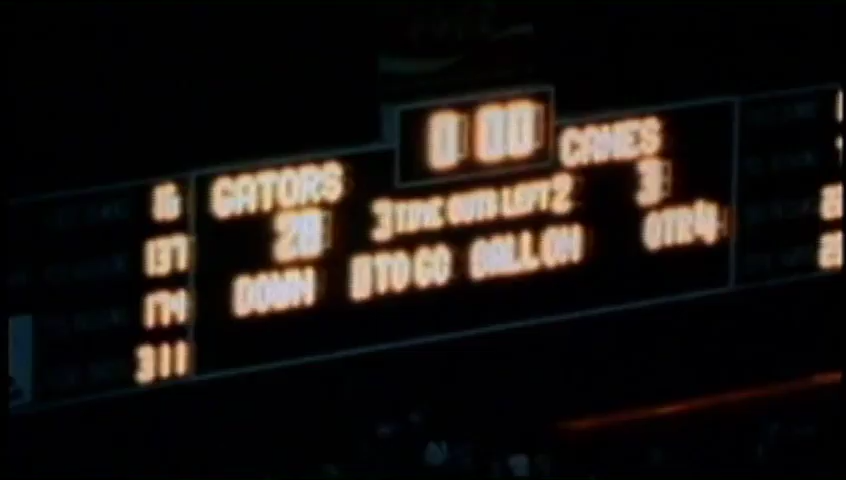 0 00
GATORS CANES
28 3 TIME OUTS LEFT 2 3
DOWN 0 TO GO BALL ON QTR 4
16
137
174
311